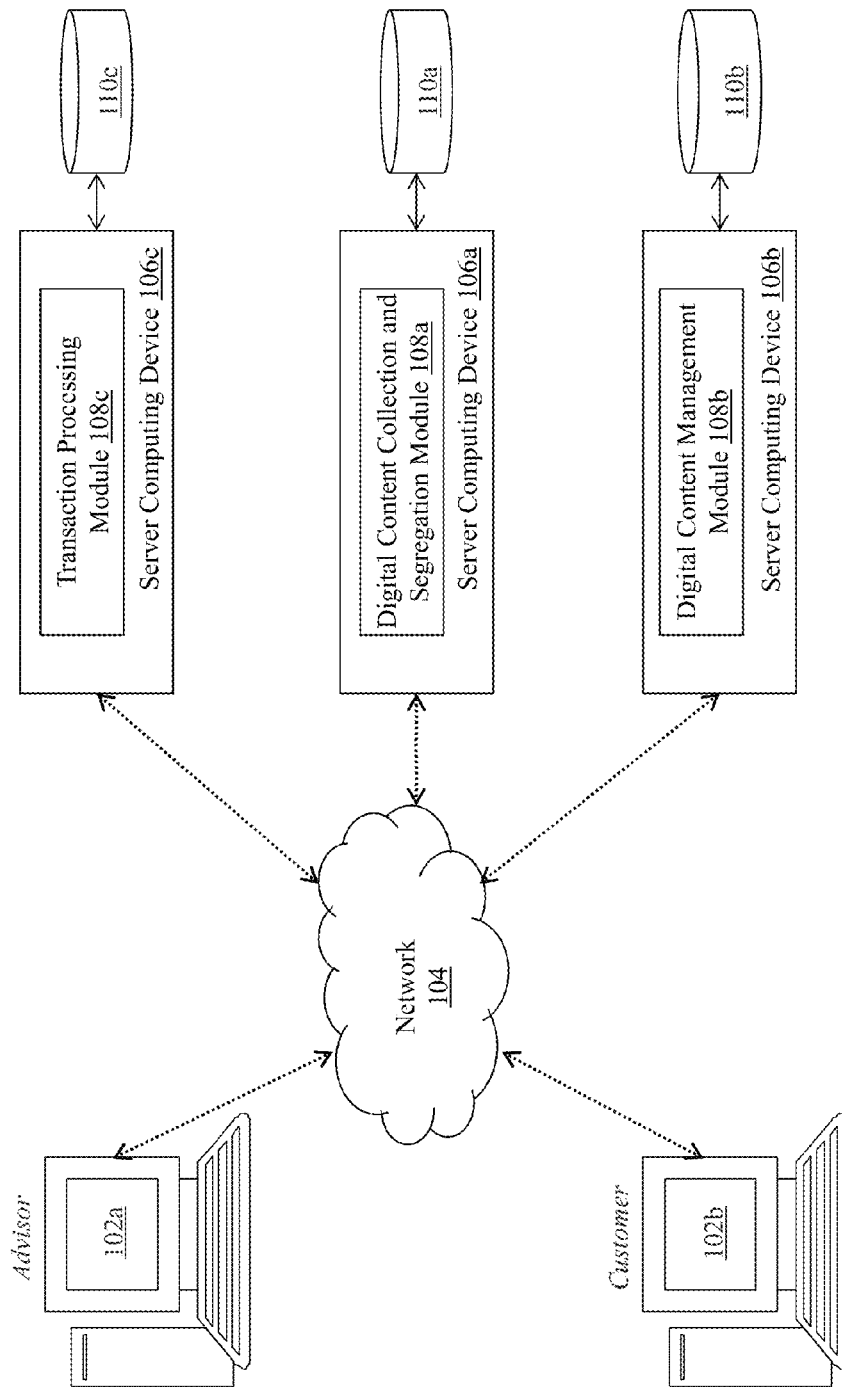 Advisor
102a
Customer
102b
Network
104
Transaction Processing
Module 108c
Server Computing Device 106c
110c
Digital Content Collection and
Segregation Module 108a
Server Computing Device 106a
110a
Digital Content Management
Module 108b
Server Computing Device 106b
110b